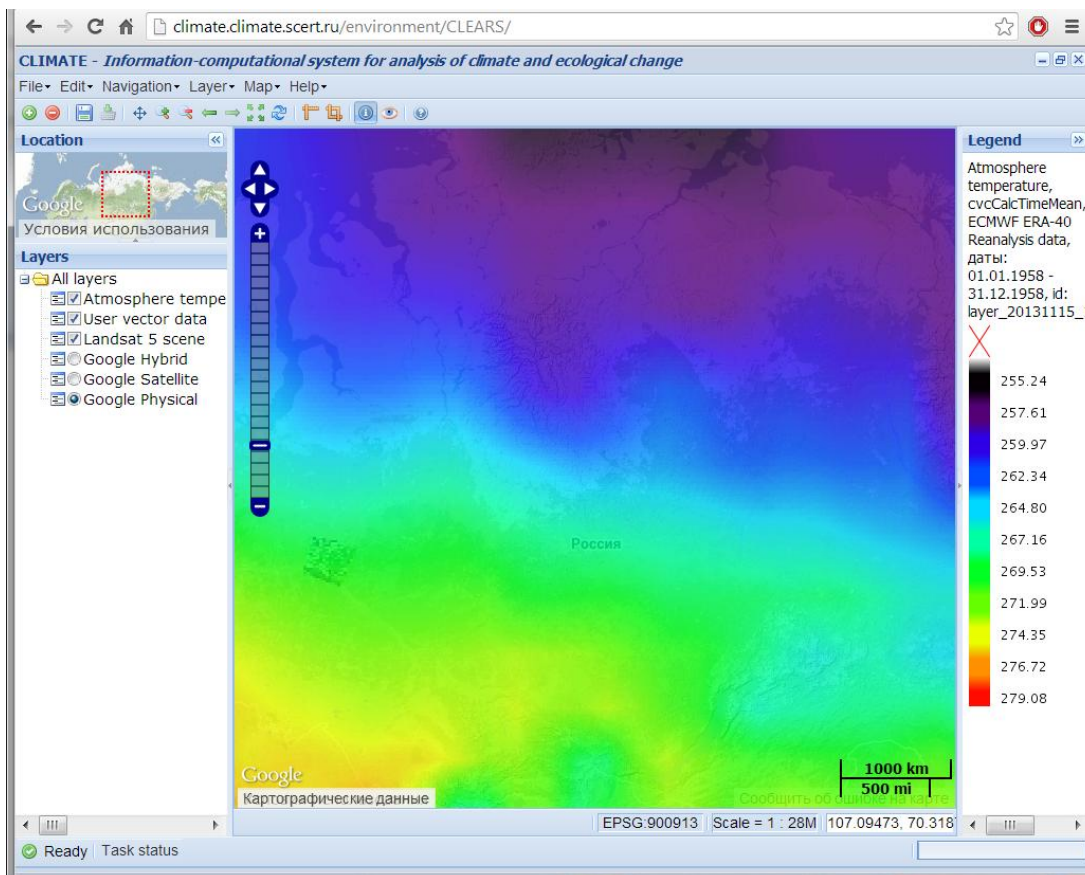 climate.climate.scert.ru/environment/CLEARS/
CLIMATE - Information-computational system for analysis of climate and ecological change
File Edit Navigation Layer Map Help
Location
Google
Условия использования
Layers
All layers
Atmosphere tempe
User vector data
Landsat 5 scene
Google Hybrid
Google Satellite
Google Physical
Россия
Google
Картографические данные
1000 km
500 mi
Сообщить об ошибке на карте
EPSG:900913 Scale = 1 : 28M 107.09473, 70.318
Legend
Atmosphere
temperature,
cvcCalcTimeMean,
ECMWF ERA-40
Reanalysis data,
даты:
01.01.1958 -
31.12.1958, id:
layer_20131115_
255.24
257.61
259.97
262.34
264.80
267.16
269.53
271.99
274.35
276.72
279.08
Ready Task status